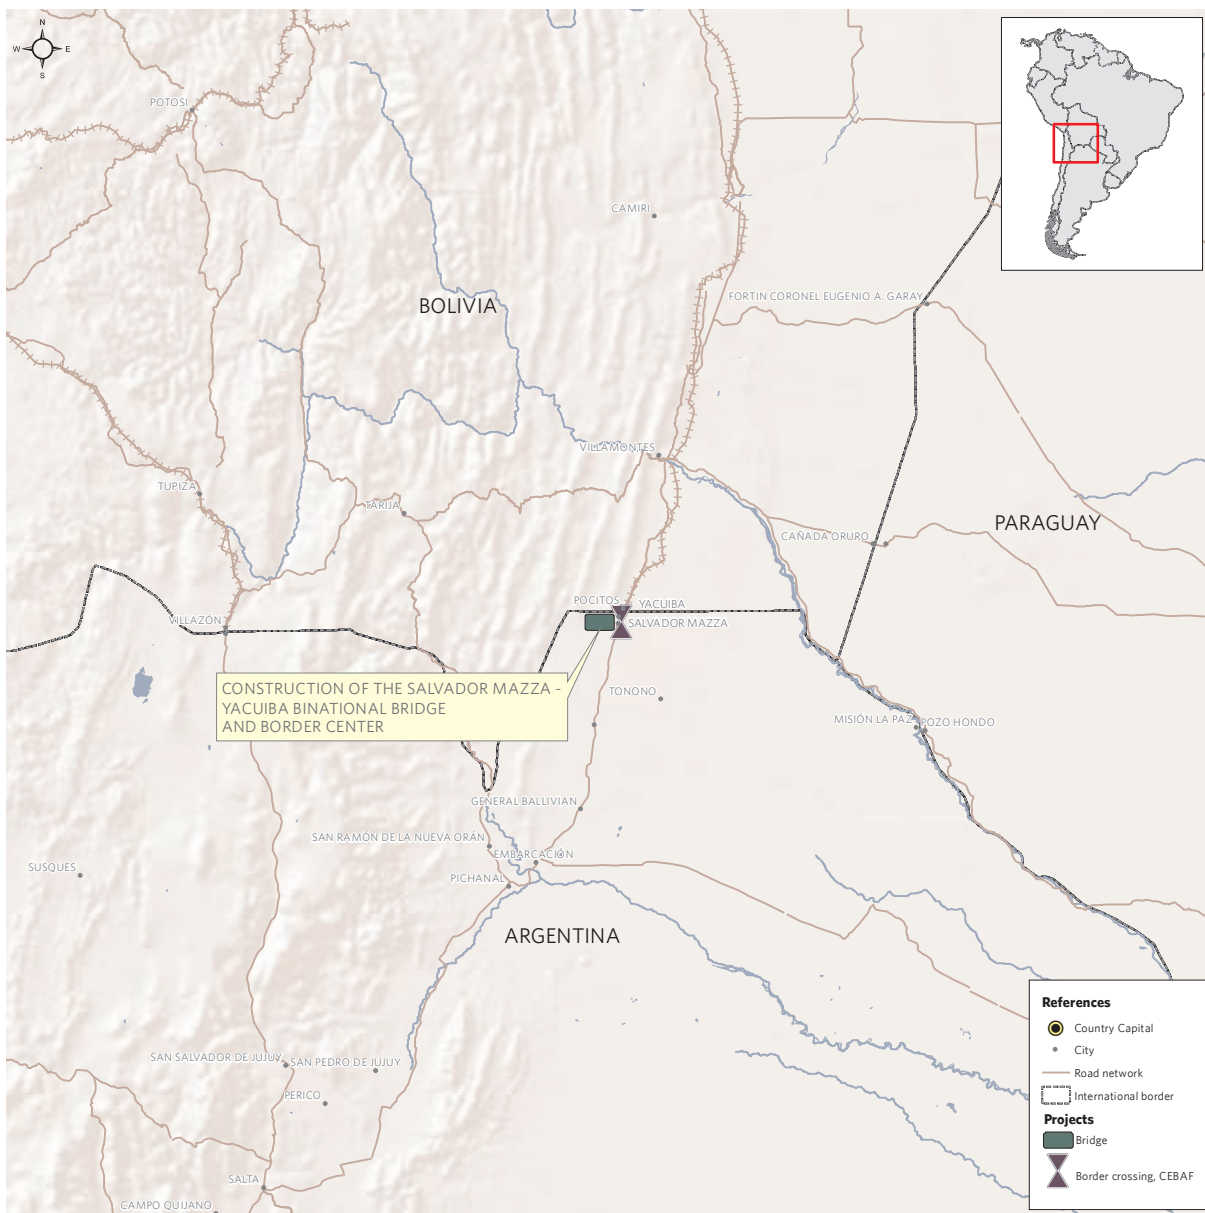 N
W
E
S
POTOSI
CAMIRI
BOLIVIA
FORTIN CORONEL EUGENIO A. GARAY
VILLAMONTES
TUPIZA
TARIJA
PARAGUAY
CAÑADA ORURO
POCITOS
YACUIBA
VILLAZÓN
SALVADOR MAZZA
CONSTRUCTION OF THE SALVADOR MAZZA -
YACUIBA BINATIONAL BRIDGE
AND BORDER CENTER
TONONO
MISIÓN LA PAZ
POZO HONDO
GENERAL BALLIVIAN
SAN RAMÓN DE LA NUEVA ORÁN
EMBARCACIÓN
SUSQUES
PICHANAL
ARGENTINA
SAN SALVADOR DE JUJUY
SAN PEDRO DE JUJUY
PERICO
SALTA
CAMPO QUIJANO
References
Country Capital
City
Road network
International border
Projects
Bridge
Border crossing, CEBAF